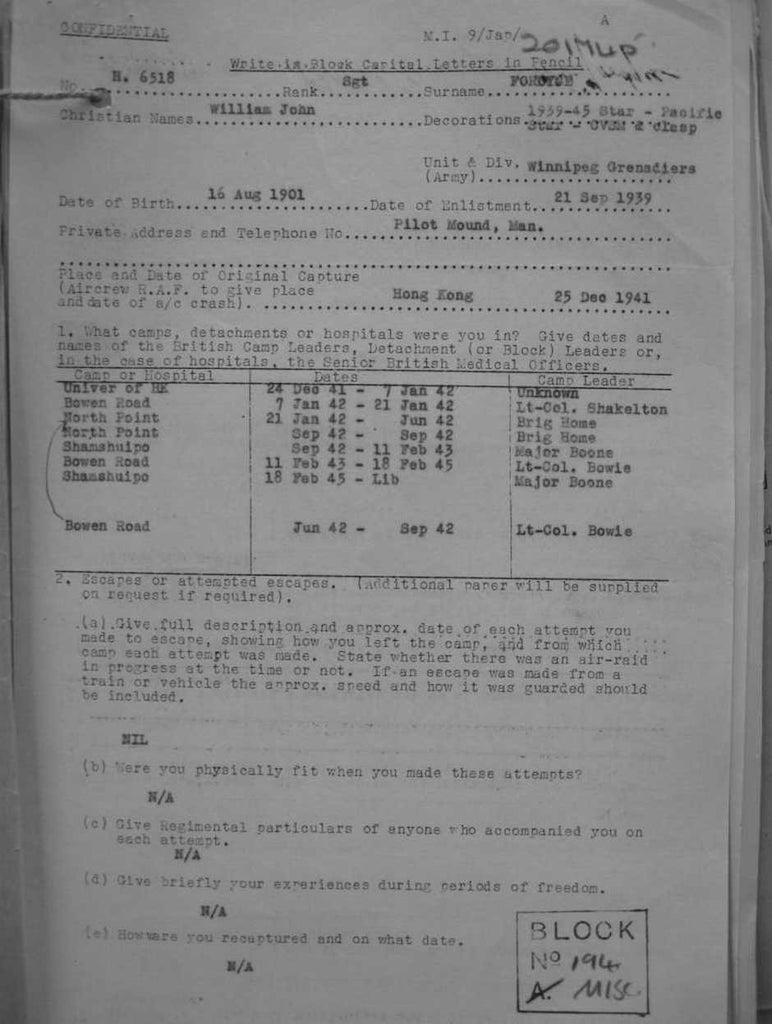 CONFIDENTIAL
A
M.I. 9/Jap/
Write in Block Capital Letters in Pencil
No. H. 6518 Rank Sgt Surname
Christian Names William John Decorations 1939-45 Star - Pacific
Star - CVSM & clasp
Unit & Div. Winnipeg Grenadiers
(Army)
Date of Birth 16 Aug 1901 Date of Enlistment 21 Sep 1939
Private Address and Telephone No. Pilot Mound, Man.
Place and Date of Original Capture
(Aircrew R.A.F. to give place
and date of a/c crash). Hong Kong 25 Dec 1941
1. What camps, detachments or hospitals were you in? Give dates and
names of the British Camp Leaders, Detachment (or Block) Leaders or,
in the case of hospitals, the Senior British Medical Officers.
Camp or Hospital Dates Camp Leader
Univer of HK 24 Dec 41 - 7 Jan 42 Unknown
Bowen Road 7 Jan 42 - 21 Jan 42 Lt-Col. Shakelton
North Point 21 Jan 42 - Jun 42 Brig Home
North Point Sep 42 - Sep 42 Brig Home
Shamshuipo Sep 42 - 11 Feb 43 Major Boone
Bowen Road 11 Feb 43 - 18 Feb 45 Lt-Col. Bowie
Shamshuipo 18 Feb 45 - Lib Major Boone
Bowen Road Jun 42 - Sep 42 Lt-Col. Bowie
2. Escapes or attempted escapes. (Additional paper will be supplied
on request if required).
(a) Give full description and approx. date of each attempt you
made to escape, showing how you left the camp, and from which
camp each attempt was made. State whether there was an air-raid
in progress at the time or not. If an escape was made from a
train or vehicle the approx. speed and how it was guarded should
be included.
NIL
(b) Were you physically fit when you made these attempts?
N/A
(c) Give Regimental particulars of anyone who accompanied you on
each attempt.
N/A
(d) Give briefly your experiences during periods of freedom.
N/A
(e) How were you recaptured and on what date.
N/A
BLOCK
No 194
A. MISC